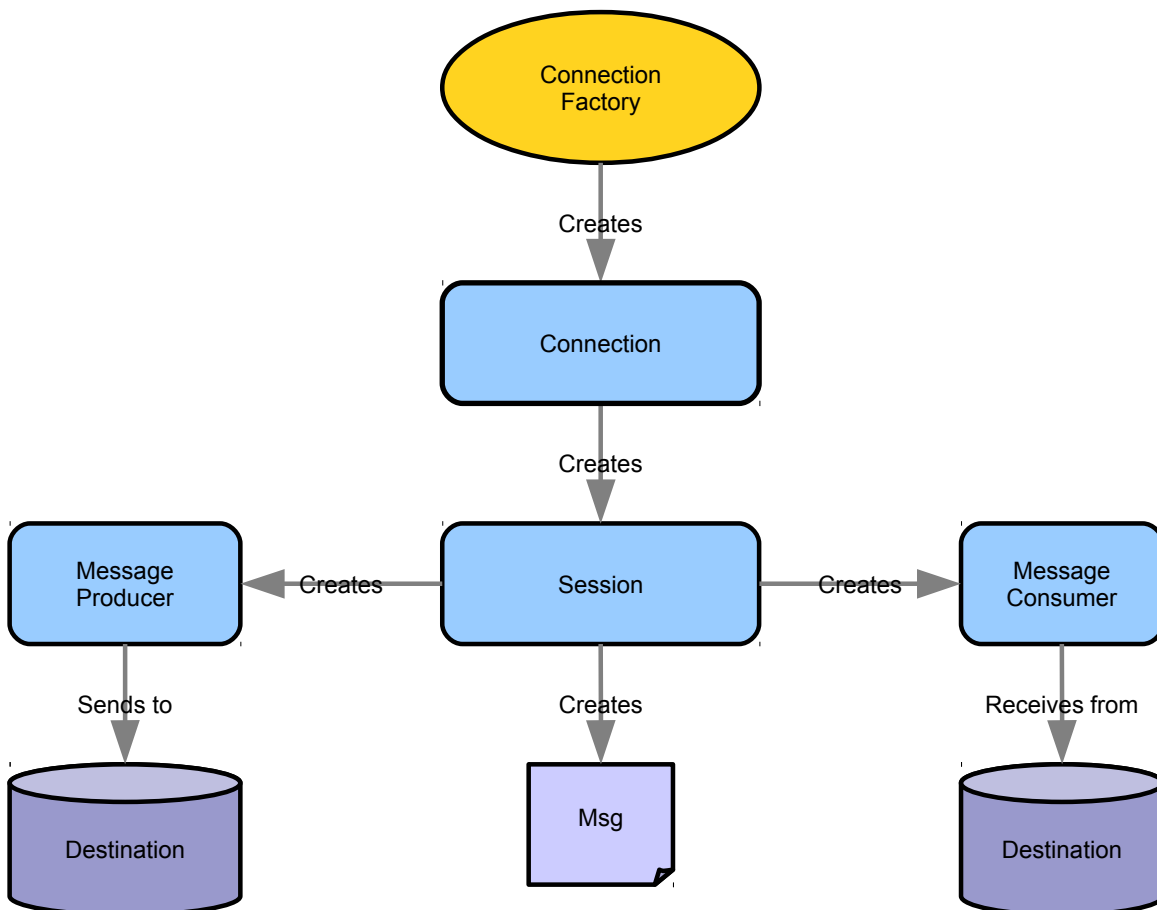 Connection
Factory
Creates
Connection
Creates
Message
Producer
Creates
Session
Creates
Message
Consumer
Sends to
Creates
Receives from
Destination
Msg
Destination